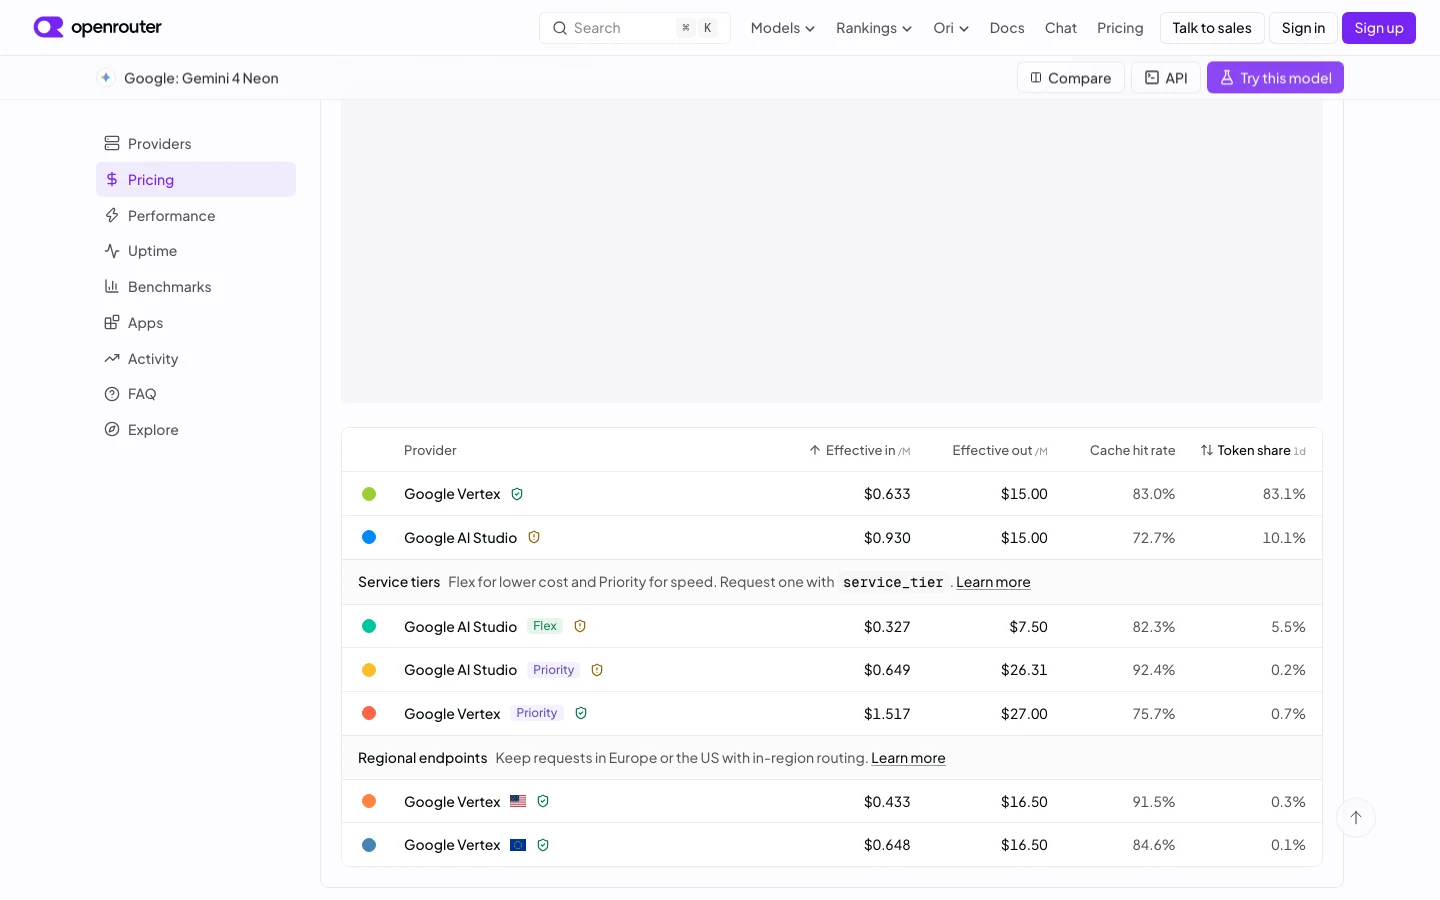 openrouter
Search ⌘ K
Models
Rankings
Ori
Docs
Chat
Pricing
Talk to sales
Sign in
Sign up
Google: Gemini 4 Neon
Compare
API
Try this model
Providers
Pricing
Performance
Uptime
Benchmarks
Apps
Activity
FAQ
Explore
Provider ↑ Effective in /M Effective out /M Cache hit rate Token share 1d
Google Vertex $0.633 $15.00 83.0% 83.1%
Google AI Studio $0.930 $15.00 72.7% 10.1%
Service tiers Flex for lower cost and Priority for speed. Request one with service_tier . Learn more
Google AI Studio Flex $0.327 $7.50 82.3% 5.5%
Google AI Studio Priority $0.649 $26.31 92.4% 0.2%
Google Vertex Priority $1.517 $27.00 75.7% 0.7%
Regional endpoints Keep requests in Europe or the US with in-region routing. Learn more
Google Vertex $0.433 $16.50 91.5% 0.3%
Google Vertex $0.648 $16.50 84.6% 0.1%